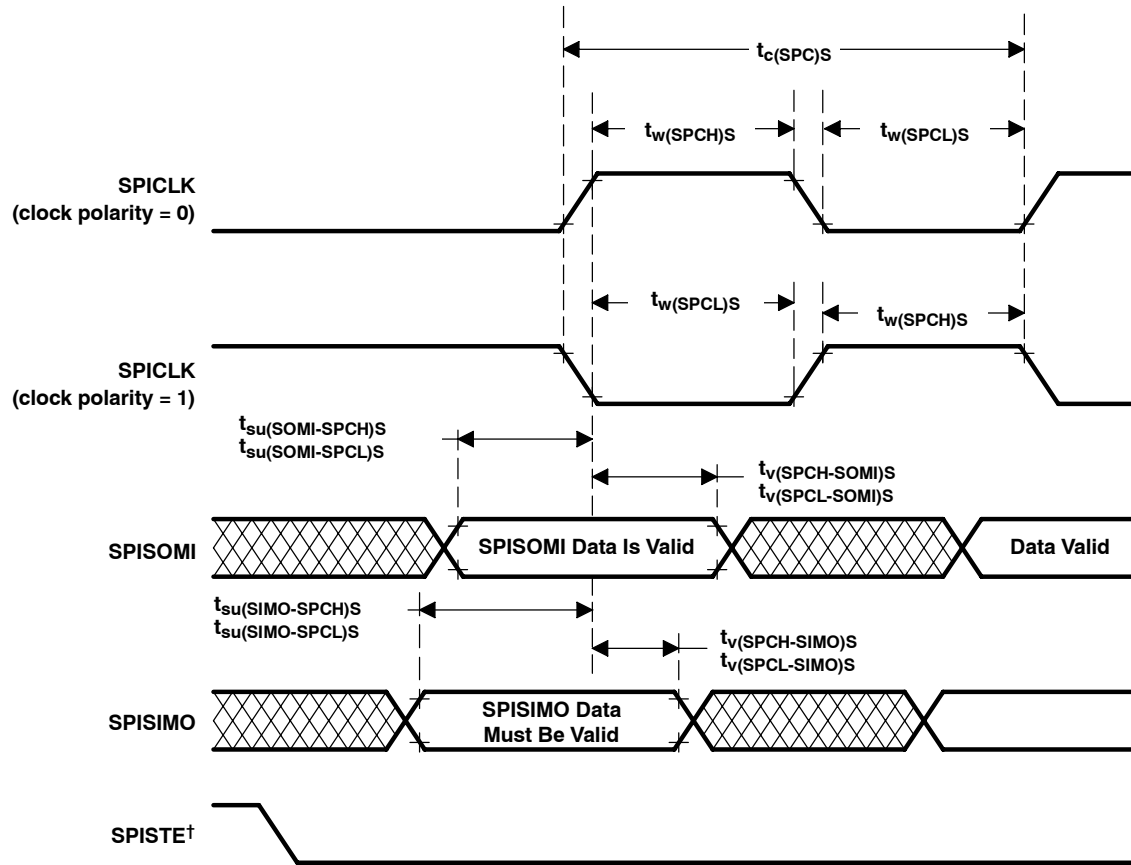 tc(SPC)S
tw(SPCH)S
tw(SPCL)S
SPICLK
(clock polarity = 0)
tw(SPCL)S
tw(SPCH)S
SPICLK
(clock polarity = 1)
tsu(SOMI-SPCH)S
tsu(SOMI-SPCL)S
tv(SPCH-SOMI)S
tv(SPCL-SOMI)S
SPISOMI
SPISOMI Data Is Valid
Data Valid
tsu(SIMO-SPCH)S
tsu(SIMO-SPCL)S
tv(SPCH-SIMO)S
tv(SPCL-SIMO)S
SPISIMO
SPISIMO Data
Must Be Valid
SPISTE†